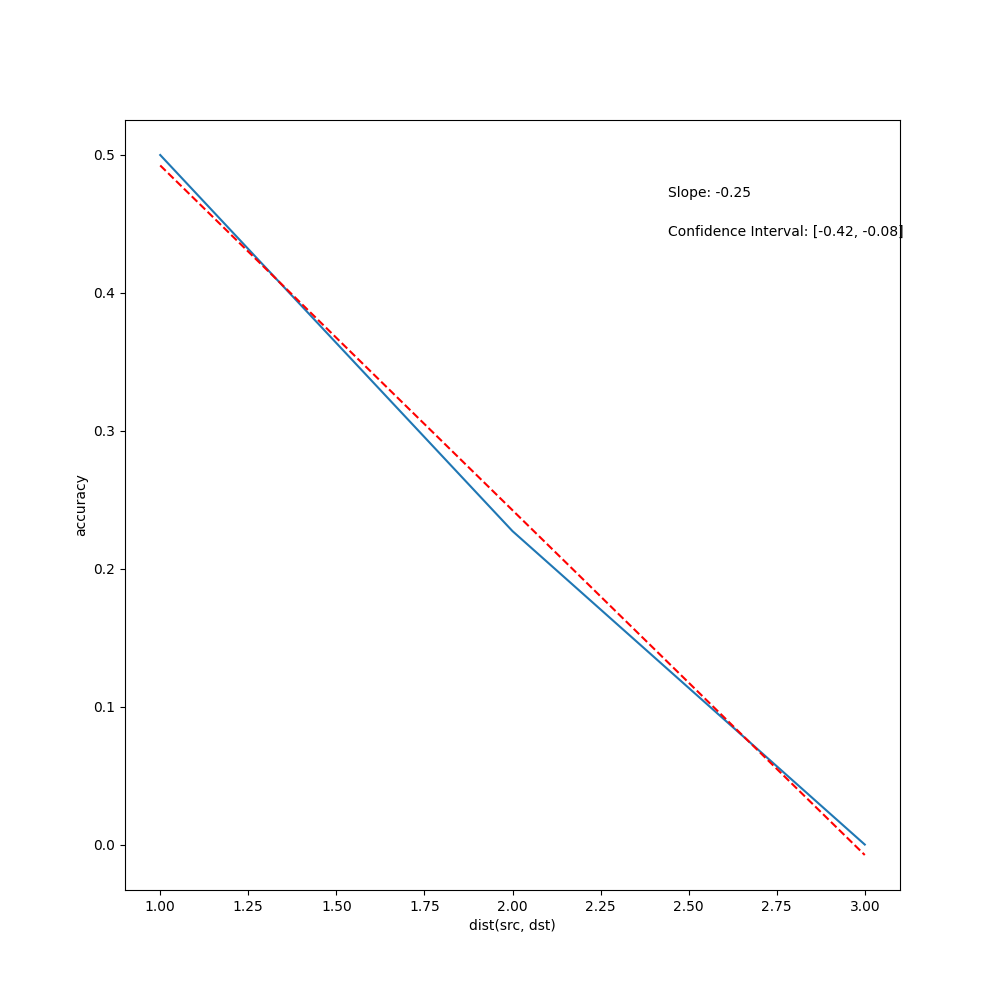 Slope: -0.25
Confidence Interval: [-0.42, -0.08]
0.5
0.4
0.3
0.2
0.1
0.0
accuracy
1.00 1.25 1.50 1.75 2.00 2.25 2.50 2.75 3.00
dist(src, dst)